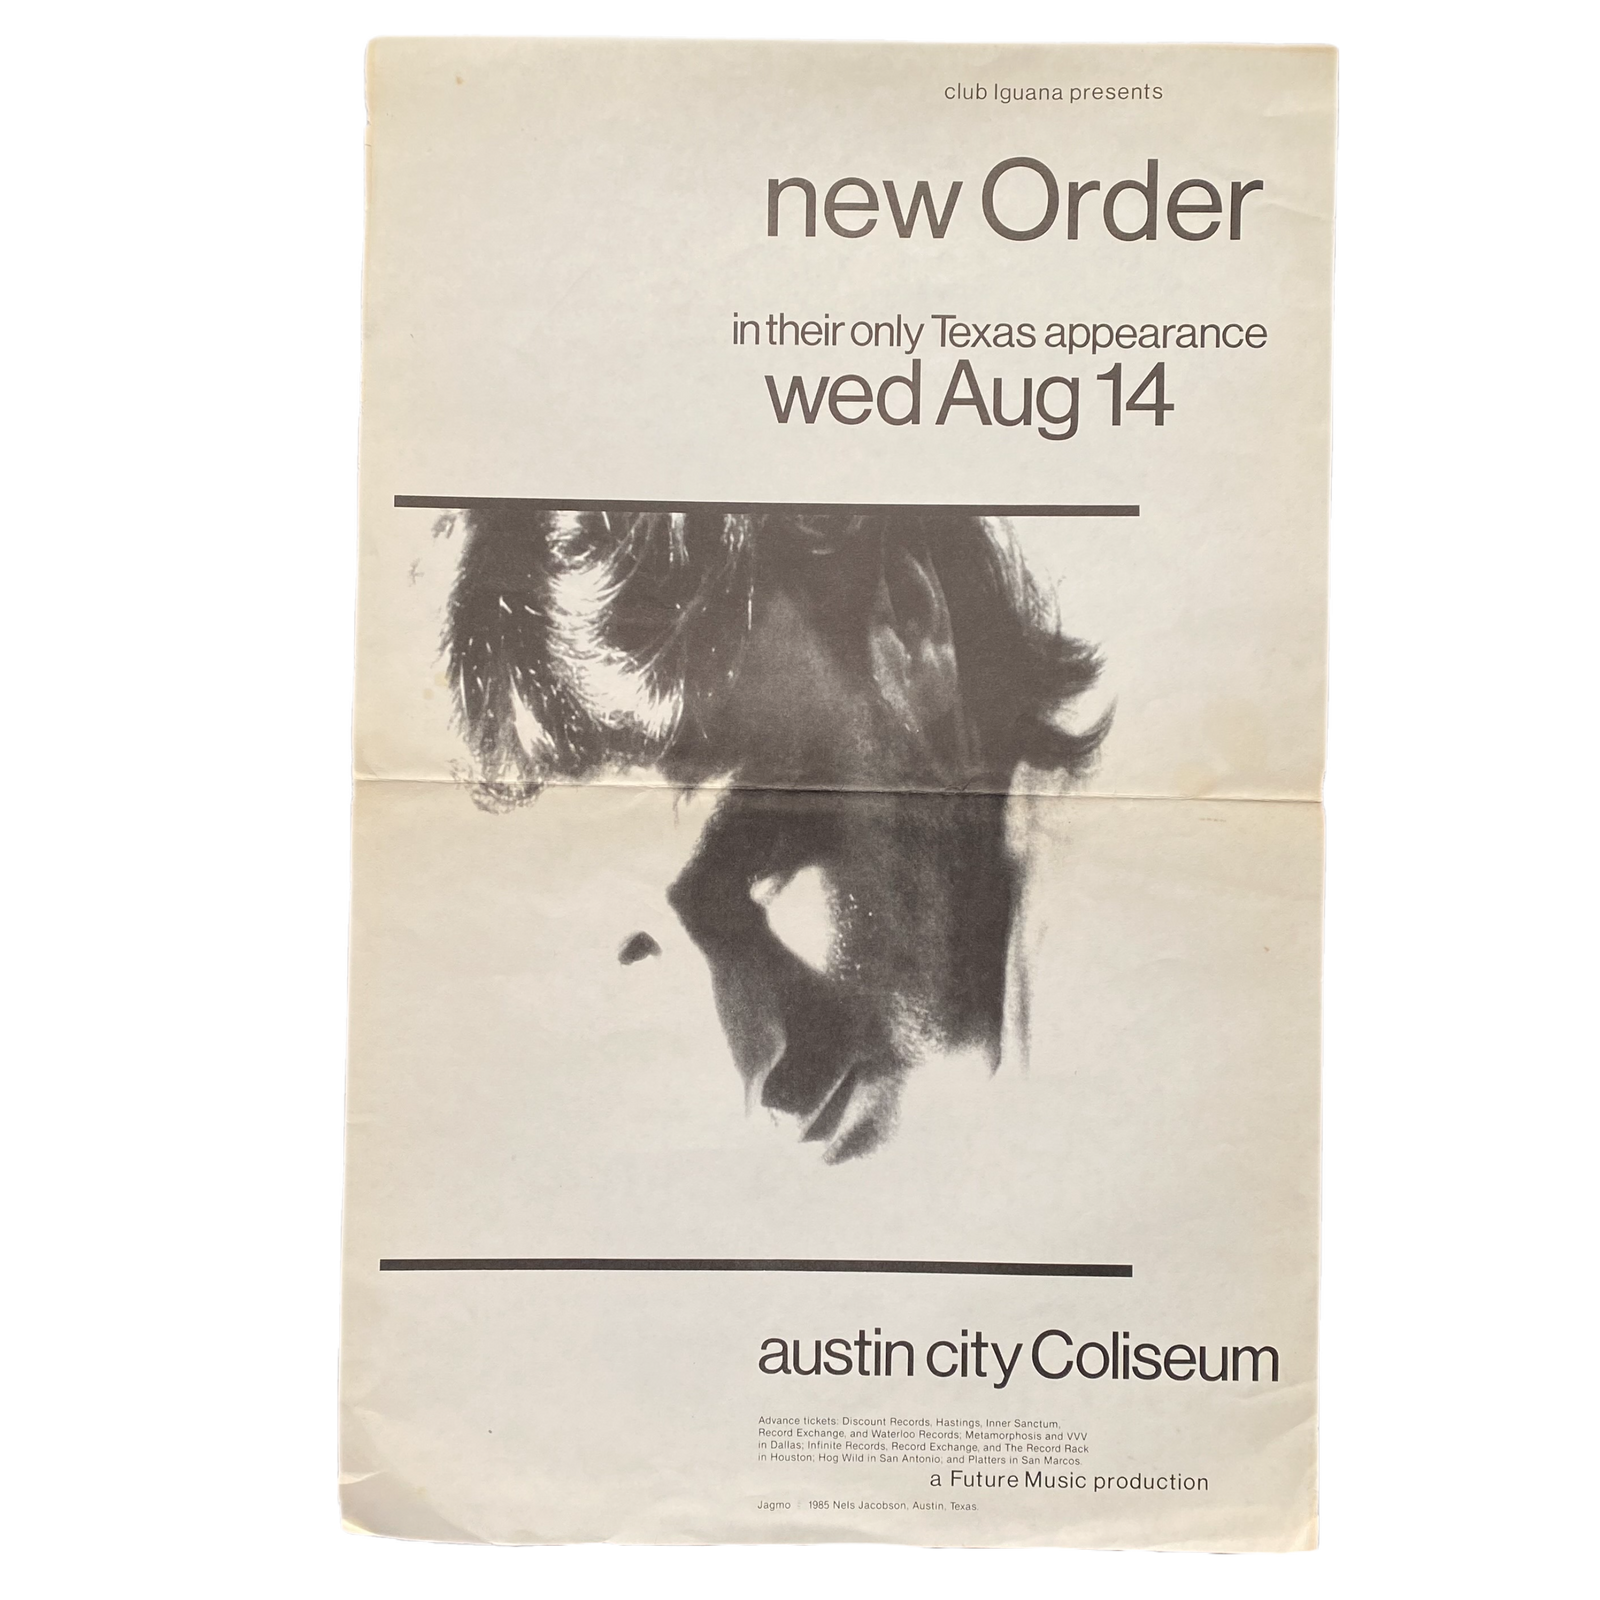 club Iguana presents
new Order
in their only Texas appearance
wed Aug 14
austin city Coliseum
Advance tickets: Discount Records, Hastings, Inner Sanctum,
Record Exchange, and Waterloo Records; Metamorphosis and VVV
in Dallas; Infinite Records, Record Exchange, and The Record Rack
in Houston; Hog Wild in San Antonio; and Platters in San Marcos.
a Future Music production
Jagmo © 1985 Nels Jacobson, Austin, Texas.